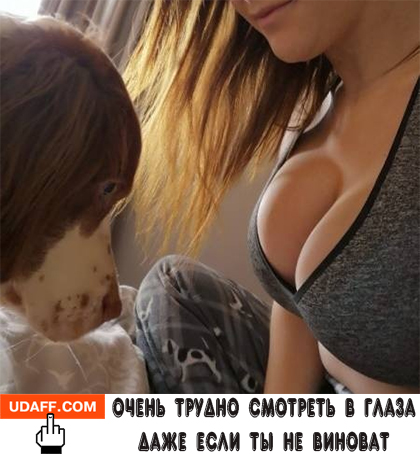 UDAFF.COM
ОЧЕНЬ ТРУДНО СМОТРЕТЬ В ГЛАЗА
ДАЖЕ ЕСЛИ ТЫ НЕ ВИНОВАТ